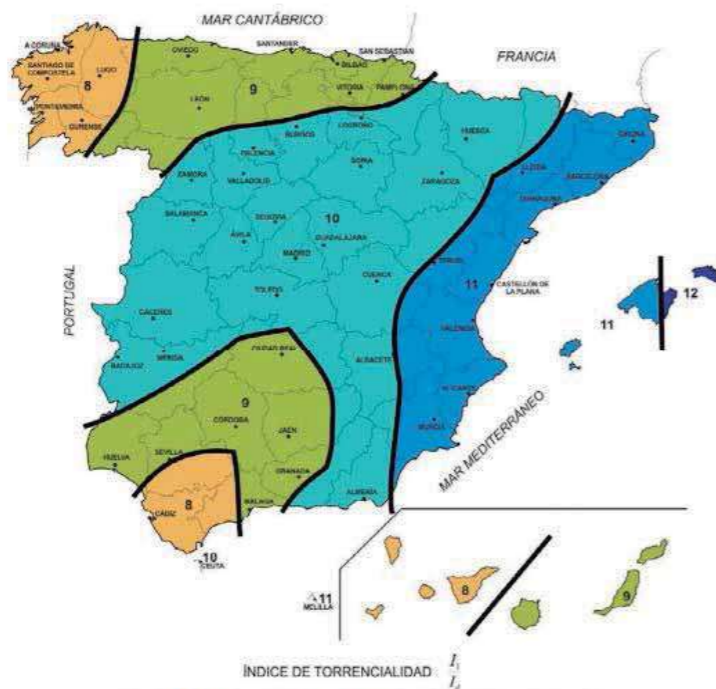 MAR CANTÁBRICO
FRANCIA
PORTUGAL
MAR MEDITERRÁNEO
A CORUÑA
SANTIAGO DE
COMPOSTELA
LUGO
8
PONTEVEDRA
OURENSE
OVIEDO
SANTANDER
SAN SEBASTIÁN
BILBAO
9
VITORIA
PAMPLONA
LEÓN
LOGROÑO
BURGOS
HUESCA
PALENCIA
SORIA
ZAMORA
VALLADOLID
ZARAGOZA
LLEIDA
GIRONA
BARCELONA
TARRAGONA
SALAMANCA
SEGOVIA
10
ÁVILA
GUADALAJARA
MADRID
TERUEL
CUENCA
11
CASTELLÓN DE
LA PLANA
12
11
TOLEDO
CÁCERES
VALENCIA
BADAJOZ
MÉRIDA
CIUDAD REAL
ALBACETE
ALICANTE
9
CÓRDOBA
JAÉN
MURCIA
HUELVA
SEVILLA
GRANADA
8
CÁDIZ
MÁLAGA
ALMERÍA
10
CEUTA
11
MELILLA
8
9
ÍNDICE DE TORRENCIALIDAD